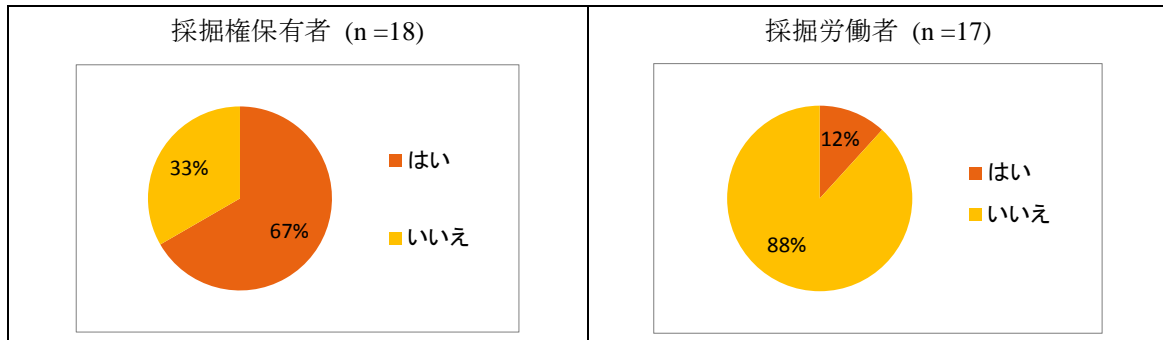 採掘権保有者 (n =18)
33%
67%
はい
いいえ
採掘労働者 (n =17)
12%
88%
はい
いいえ